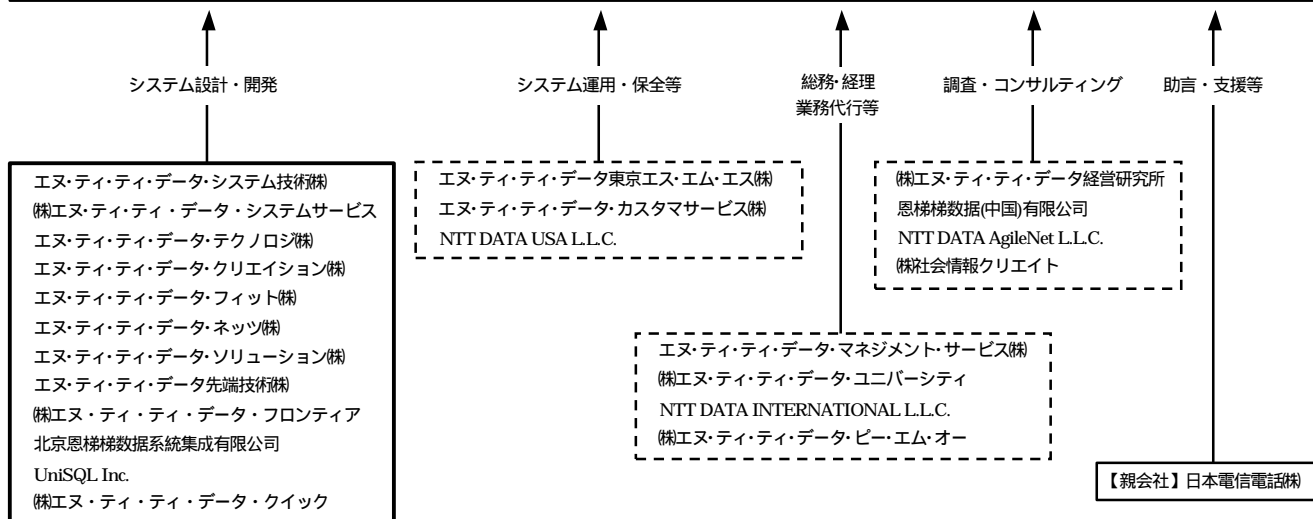 システム設計・開発
システム運用・保全等
総務・経理
業務代行等
調査・コンサルティング
助言・支援等
エヌ・ティ・ティ・データ・システム技術㈱
㈱エヌ・ティ・ティ・データ・システムサービス
エヌ・ティ・ティ・データ・テクノロジ㈱
エヌ・ティ・ティ・データ・クリエイション㈱
エヌ・ティ・ティ・データ・フィット㈱
エヌ・ティ・ティ・データ・ネッツ㈱
エヌ・ティ・ティ・データ・ソリューション㈱
エヌ・ティ・ティ・データ先端技術㈱
㈱エヌ・ティ・ティ・データ・フロンティア
北京恩梯梯数据系統集成有限公司
UniSQL Inc.
㈱エヌ・ティ・ティ・データ・クイック
エヌ・ティ・ティ・データ東京エス・エム・エス㈱
エヌ・ティ・ティ・データ・カスタマサービス㈱
NTT DATA USA L.L.C.
エヌ・ティ・ティ・データ・マネジメント・サービス㈱
㈱エヌ・ティ・ティ・データ・ユニバーシティ
NTT DATA INTERNATIONAL L.L.C.
㈱エヌ・ティ・ティ・データ・ピー・エム・オー
㈱エヌ・ティ・ティ・データ経営研究所
恩梯梯数据(中国)有限公司
NTT DATA AgileNet L.L.C.
㈱社会情報クリエイト
【親会社】日本電信電話㈱